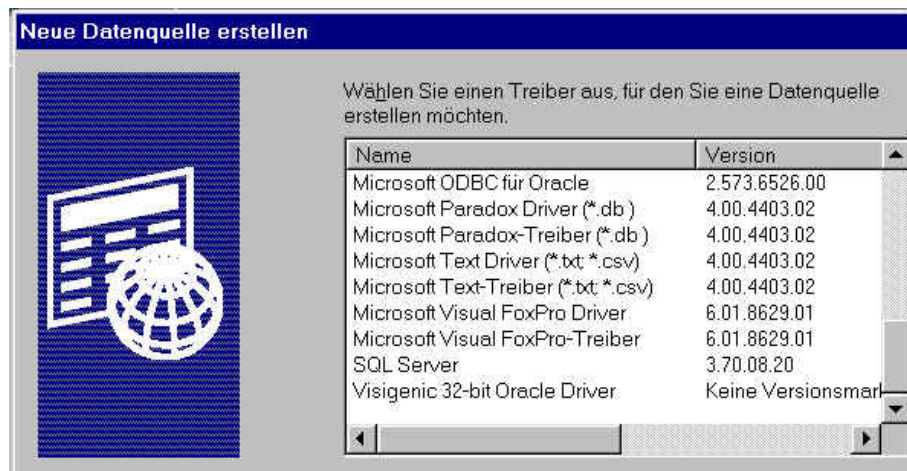 Neue Datenquelle erstellen
Wählen Sie einen Treiber aus, für den Sie eine Datenquelle
erstellen möchten.
Name Version
Microsoft ODBC für Oracle 2.573.6526.00
Microsoft Paradox Driver (*.db ) 4.00.4403.02
Microsoft Paradox-Treiber (*.db ) 4.00.4403.02
Microsoft Text Driver (*.txt; *.csv) 4.00.4403.02
Microsoft Text-Treiber (*.txt; *.csv) 4.00.4403.02
Microsoft Visual FoxPro Driver 6.01.8629.01
Microsoft Visual FoxPro-Treiber 6.01.8629.01
SQL Server 3.70.08.20
Visigenic 32-bit Oracle Driver Keine Versionsmar